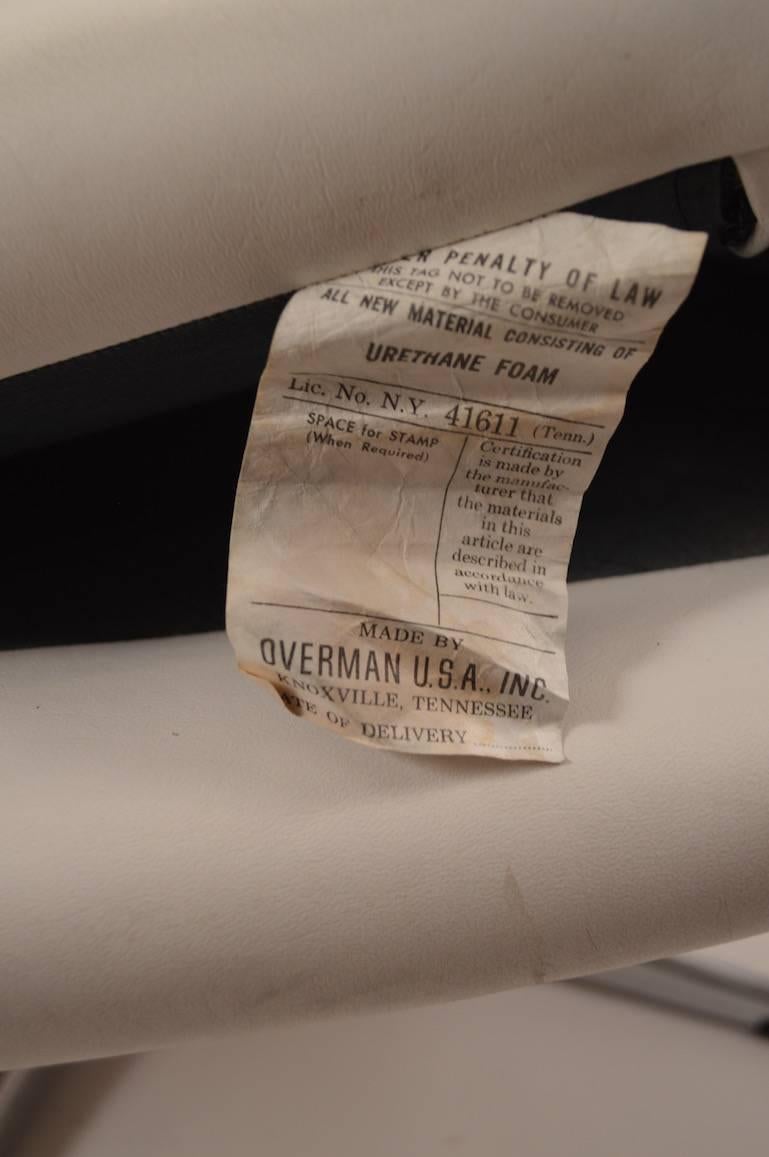 PENALTY OF LAW
THIS TAG NOT TO BE REMOVED
EXCEPT BY THE CONSUMER
ALL NEW MATERIAL CONSISTING OF
URETHANE FOAM
Lic. No. N.Y. 41611 (Tenn.)
SPACE for STAMP
(When Required)
Certification
is made by
the manufac-
turer that
the materials
in this
article are
described in
accordance
with law.
MADE BY
OVERMAN U.S.A., INC.
KNOXVILLE, TENNESSEE
OF DELIVERY